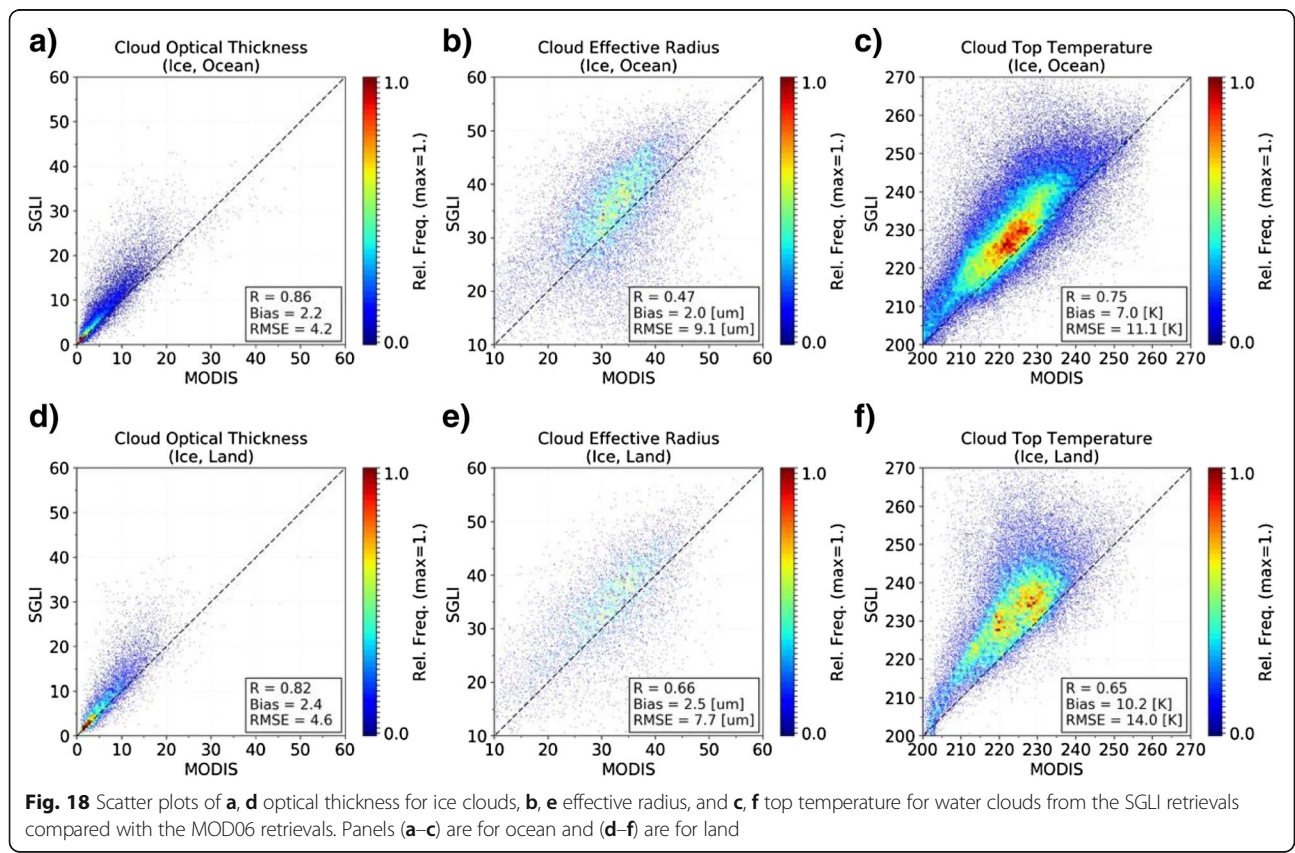 a)
Cloud Optical Thickness
(Ice, Ocean)
60
50
40
30
20
10
0
SGLI
0 10 20 30 40 50 60
MODIS
R = 0.86
Bias = 2.2
RMSE = 4.2
1.0
0.0
Rel. Freq. (max=1.)
b)
Cloud Effective Radius
(Ice, Ocean)
60
50
40
30
20
10
SGLI
10 20 30 40 50 60
MODIS
R = 0.47
Bias = 2.0 [um]
RMSE = 9.1 [um]
1.0
0.0
Rel. Freq. (max=1.)
c)
Cloud Top Temperature
(Ice, Ocean)
270
260
250
240
230
220
210
200
SGLI
200 210 220 230 240 250 260 270
MODIS
R = 0.75
Bias = 7.0 [K]
RMSE = 11.1 [K]
1.0
0.0
Rel. Freq. (max=1.)
d)
Cloud Optical Thickness
(Ice, Land)
60
50
40
30
20
10
0
SGLI
0 10 20 30 40 50 60
MODIS
R = 0.82
Bias = 2.4
RMSE = 4.6
1.0
0.0
Rel. Freq. (max=1.)
e)
Cloud Effective Radius
(Ice, Land)
60
50
40
30
20
10
SGLI
10 20 30 40 50 60
MODIS
R = 0.66
Bias = 2.5 [um]
RMSE = 7.7 [um]
1.0
0.0
Rel. Freq. (max=1.)
f)
Cloud Top Temperature
(Ice, Land)
270
260
250
240
230
220
210
200
SGLI
200 210 220 230 240 250 260 270
MODIS
R = 0.65
Bias = 10.2 [K]
RMSE = 14.0 [K]
1.0
0.0
Rel. Freq. (max=1.)
Fig. 18 Scatter plots of a, d optical thickness for ice clouds, b, e effective radius, and c, f top temperature for water clouds from the SGLI retrievals
compared with the MOD06 retrievals. Panels (a–c) are for ocean and (d–f) are for land